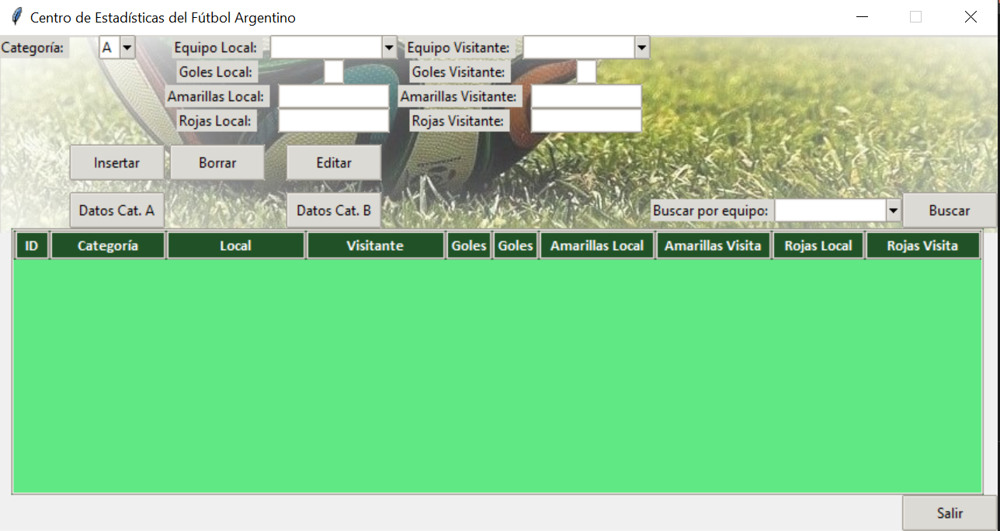 Centro de Estadísticas del Fútbol Argentino
Categoría: A Equipo Local: Equipo Visitante:
Goles Local: Goles Visitante:
Amarillas Local: Amarillas Visitante:
Rojas Local: Rojas Visitante:
Insertar Borrar Editar
Datos Cat. A Datos Cat. B Buscar por equipo: Buscar
ID Categoría Local Visitante Goles Goles Amarillas Local Amarillas Visita Rojas Local Rojas Visita
Salir